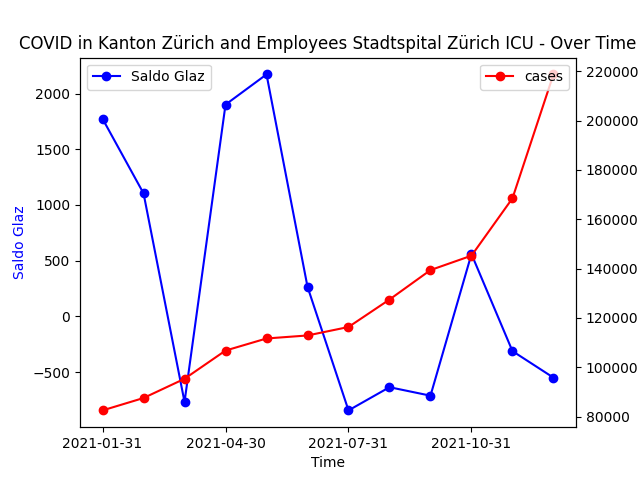 COVID in Kanton Zürich and Employees Stadtspital Zürich ICU - Over Time
Saldo Glaz
cases
2000
1500
1000
500
0
−500
Saldo Glaz
220000
200000
180000
160000
140000
120000
100000
80000
2021-01-31 2021-04-30 2021-07-31 2021-10-31
Time